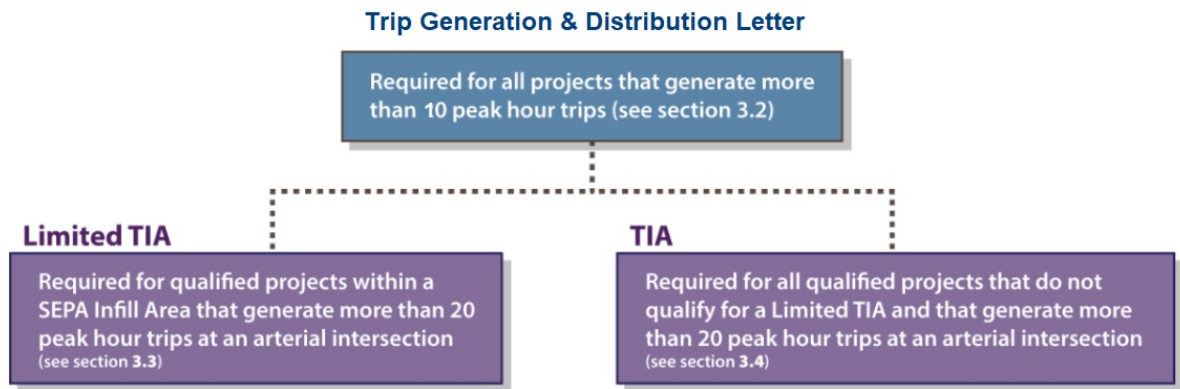 Trip Generation & Distribution Letter
Required for all projects that generate more
than 10 peak hour trips (see section 3.2)
Limited TIA
Required for qualified projects within a
SEPA Infill Area that generate more than 20
peak hour trips at an arterial intersection
(see section 3.3)
TIA
Required for all qualified projects that do not
qualify for a Limited TIA and that generate more
than 20 peak hour trips at an arterial intersection
(see section 3.4)